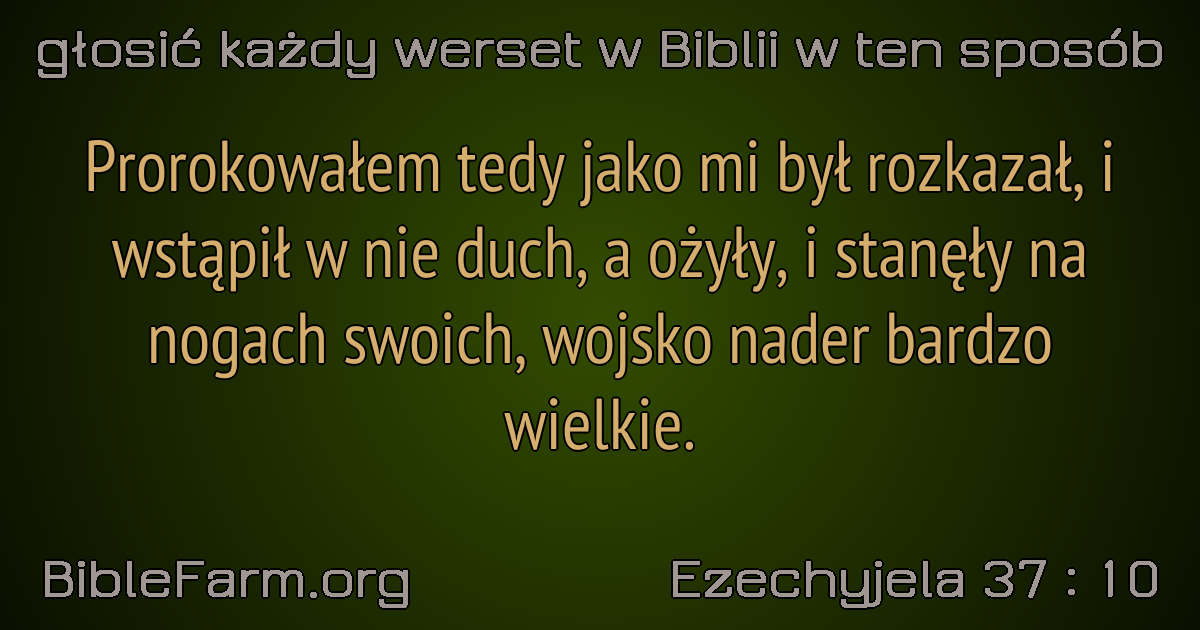 głosić każdy werset w Biblii w ten sposób
Prorokowałem tedy jako mi był rozkazał, i
wstąpił w nie duch, a ożyły, i stanęły na
nogach swoich, wojsko nader bardzo
wielkie.
BibleFarm.org
Ezechyjela 37 : 10